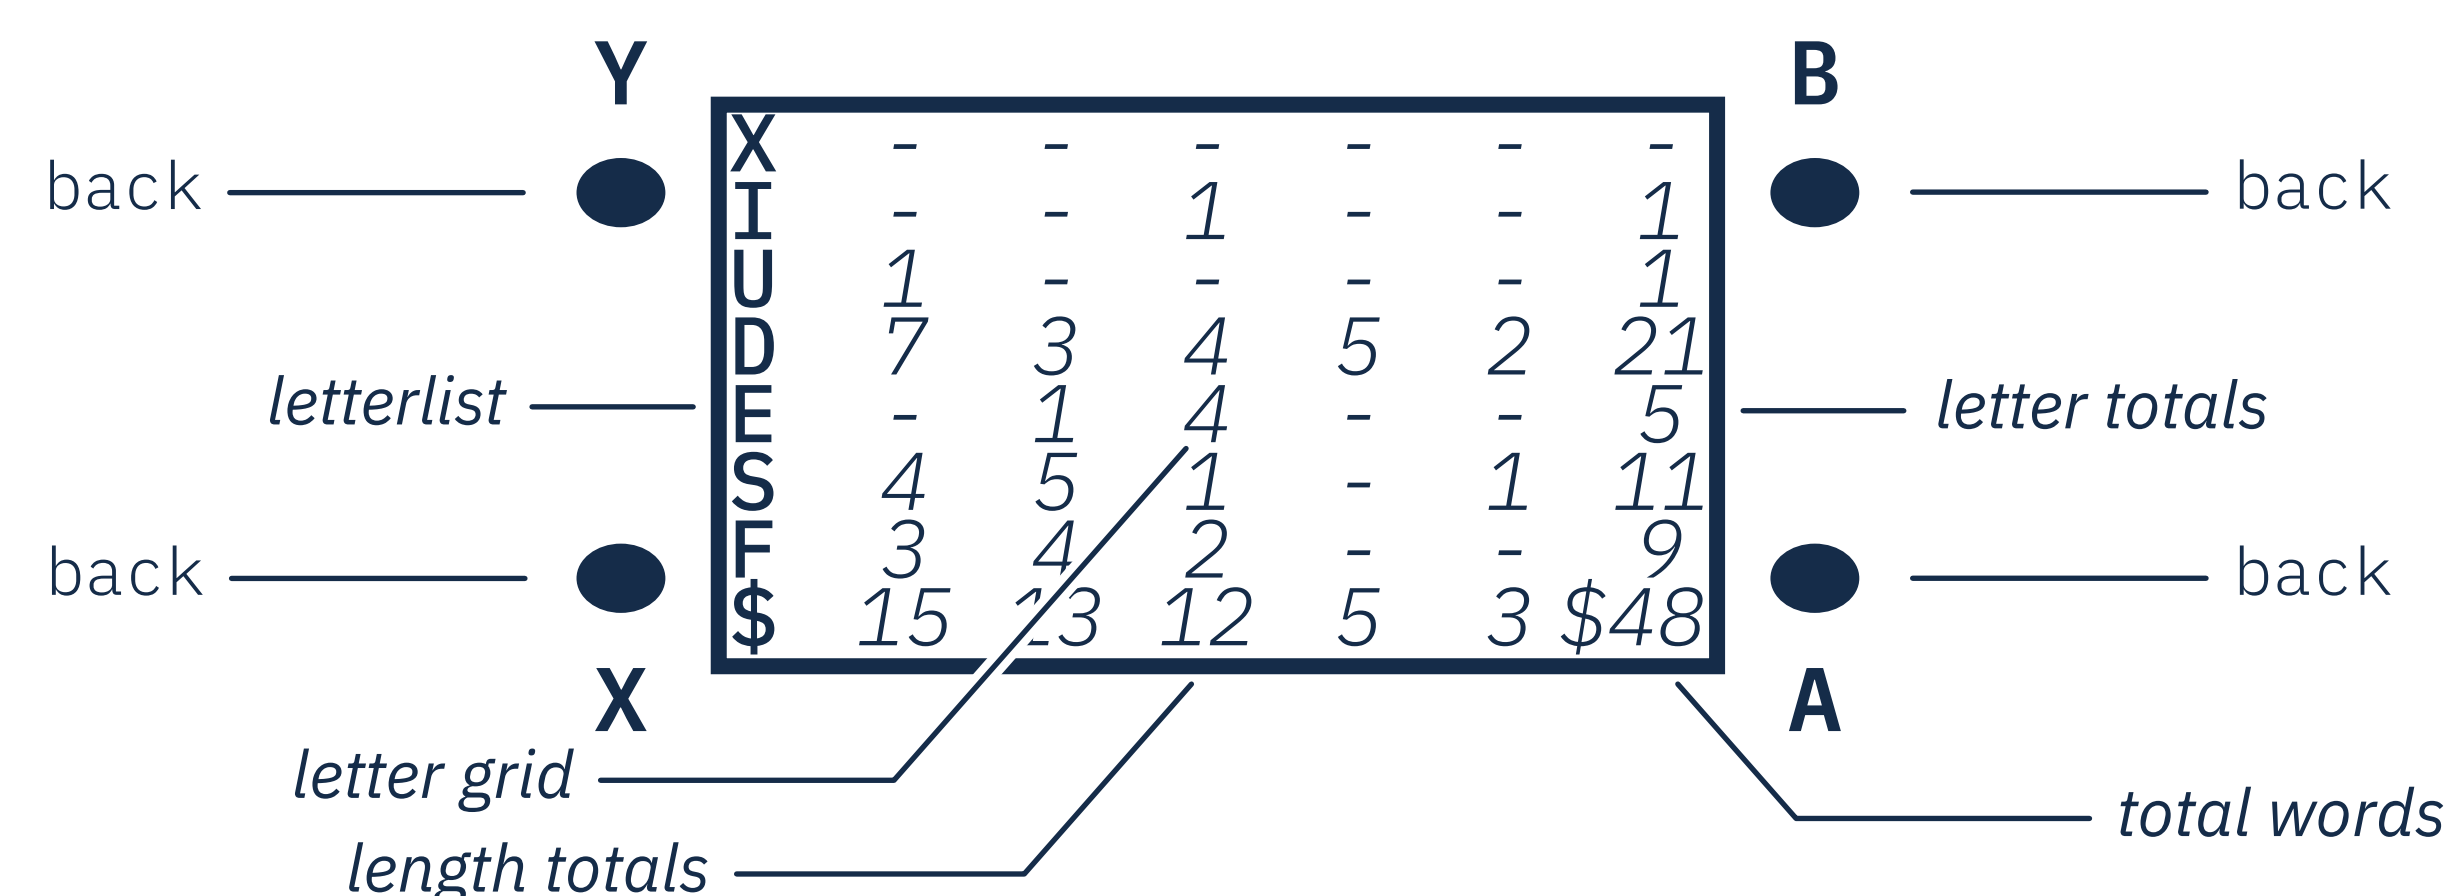 Y B
X - - - - - -
back back
I - - 1 - - 1
U 1 - - - - 1
D 7 3 4 5 2 21
letterlist E - 1 4 - - 5 letter totals
S 4 5 1 - 1 11
F 3 4 2 - - 9
back back
$ 15 13 12 5 3 $48
X A
letter grid
total words
length totals